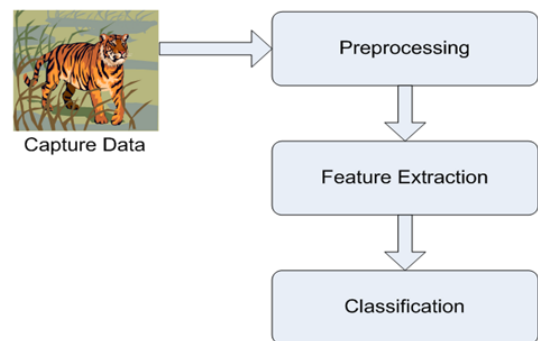 Preprocessing
Capture Data
Feature Extraction
Classification